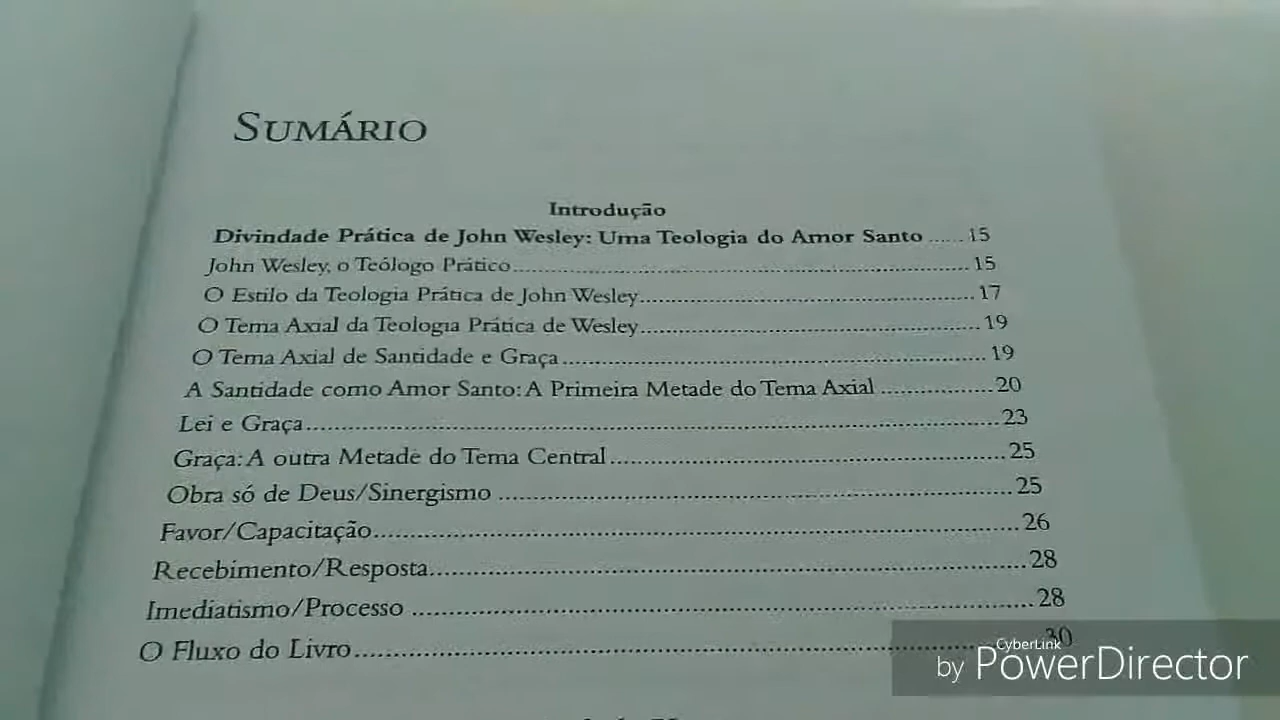 SUMÁRIO
Introdução
Divindade Prática de John Wesley: Uma Teologia do Amor Santo ......15
John Wesley, o Teólogo Prático....................15
O Estilo da Teologia Prática de John Wesley....................17
O Tema Axial da Teologia Prática de Wesley....................19
O Tema Axial de Santidade e Graça....................19
A Santidade como Amor Santo: A Primeira Metade do Tema Axial ................20
Lei e Graça....................23
Graça: A outra Metade do Tema Central....................25
Obra só de Deus/Sinergismo ....................25
Favor/Capacitação....................26
Recebimento/Resposta....................28
Imediatismo/Processo ....................28
O Fluxo do Livro....................30
CyberLink
by PowerDirector